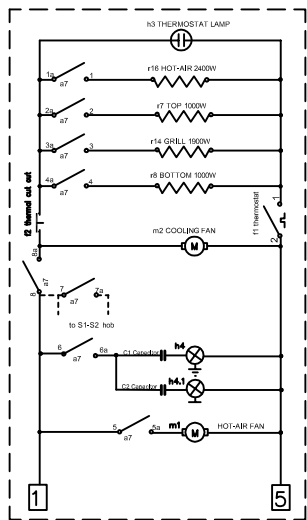 h3 THERMOSTAT LAMP
1a 1 r16 HOT-AIR 2400W
a7
2a 2 r7 TOP 1000W
a7
3a 3 r14 GRILL 1900W
a7
4a 4 r8 BOTTOM 1000W
a7
f2 thermal cut out
1
f1 thermostat
2
m2 COOLING FAN
M
8a
a7
8
7 7a
a7
to S1-S2 hob
6 6a
a7
C1 Capacitor h4
C2 Capacitor h4.1
5 5a m1 HOT-AIR FAN
a7 M
1 5